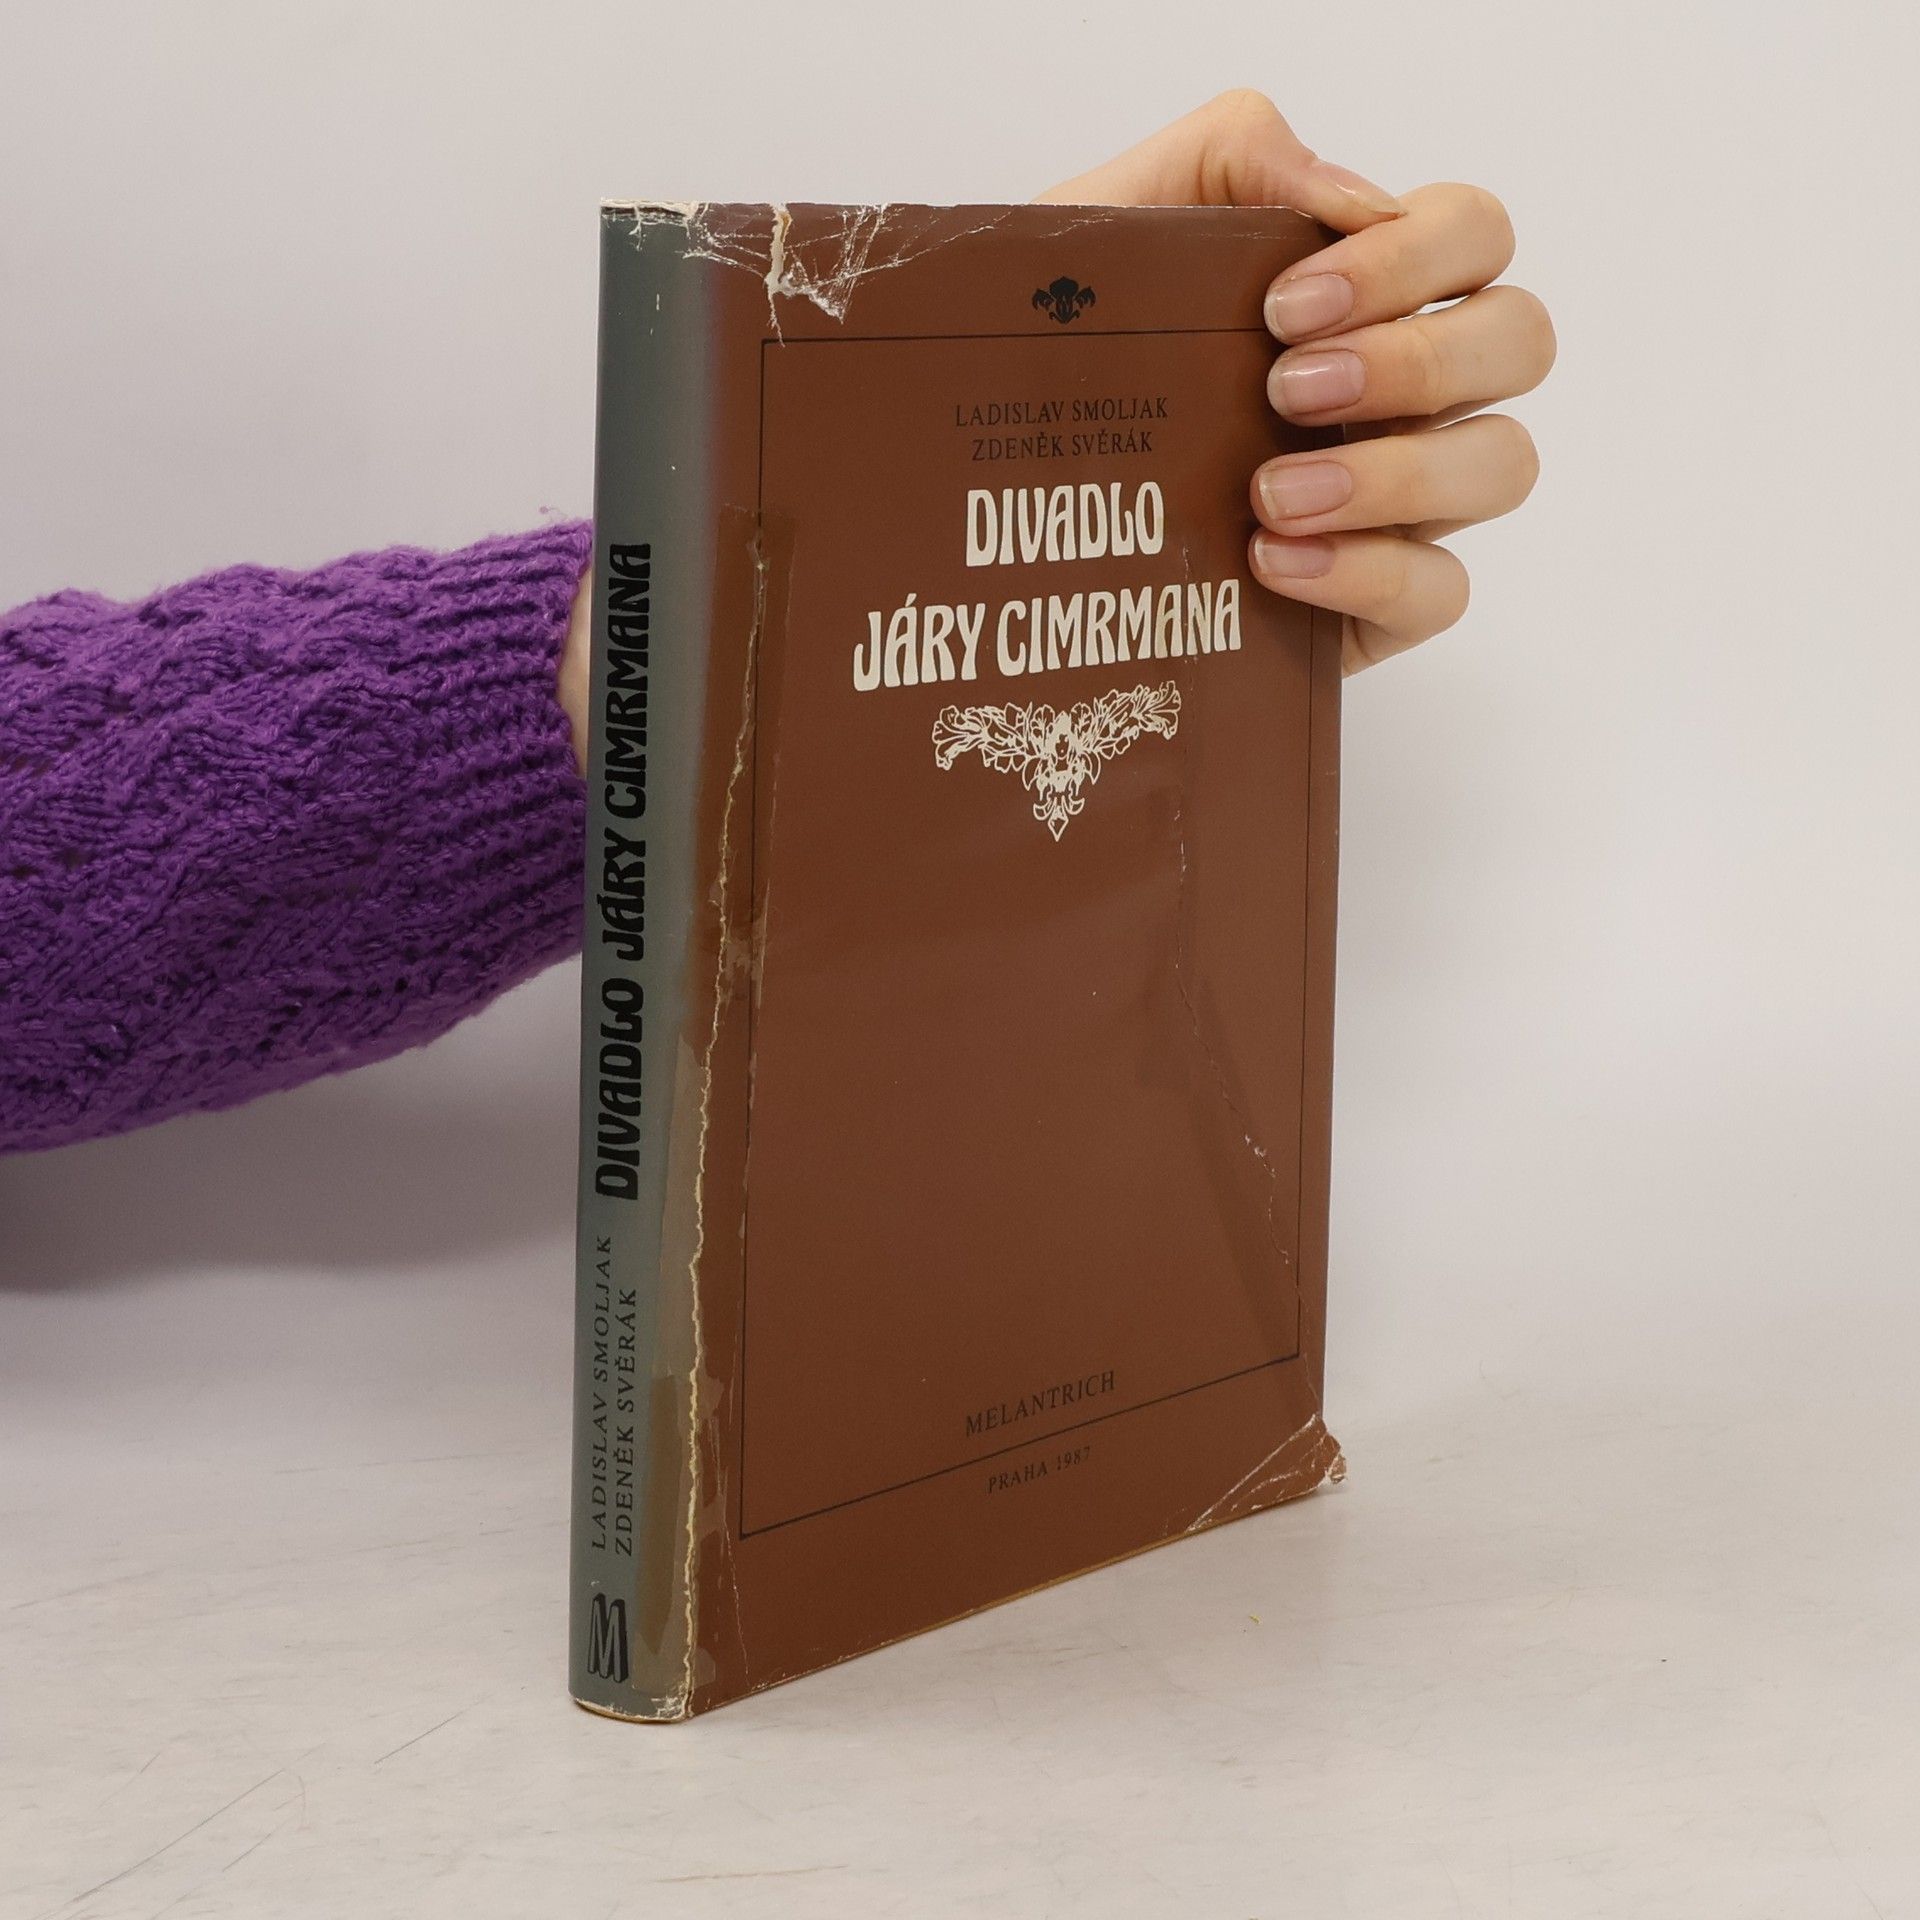 LADISLAV SMOLJAK
ZDENĚK SVĚRÁK
DIVADLO
JÁRY CIMRMANA
MELANTRICH
PRAHA 1987
LADISLAV SMOLJAK
ZDENĚK SVĚRÁK
DIVADLO JÁRY CIMRMANA
M